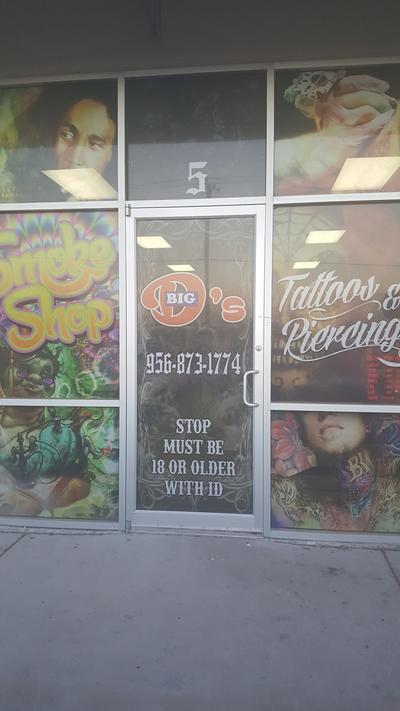 5
Smoke
Shop
BIG
O's
956-873-1774
STOP
MUST BE
18 OR OLDER
WITH ID
Tattoos &
Piercing